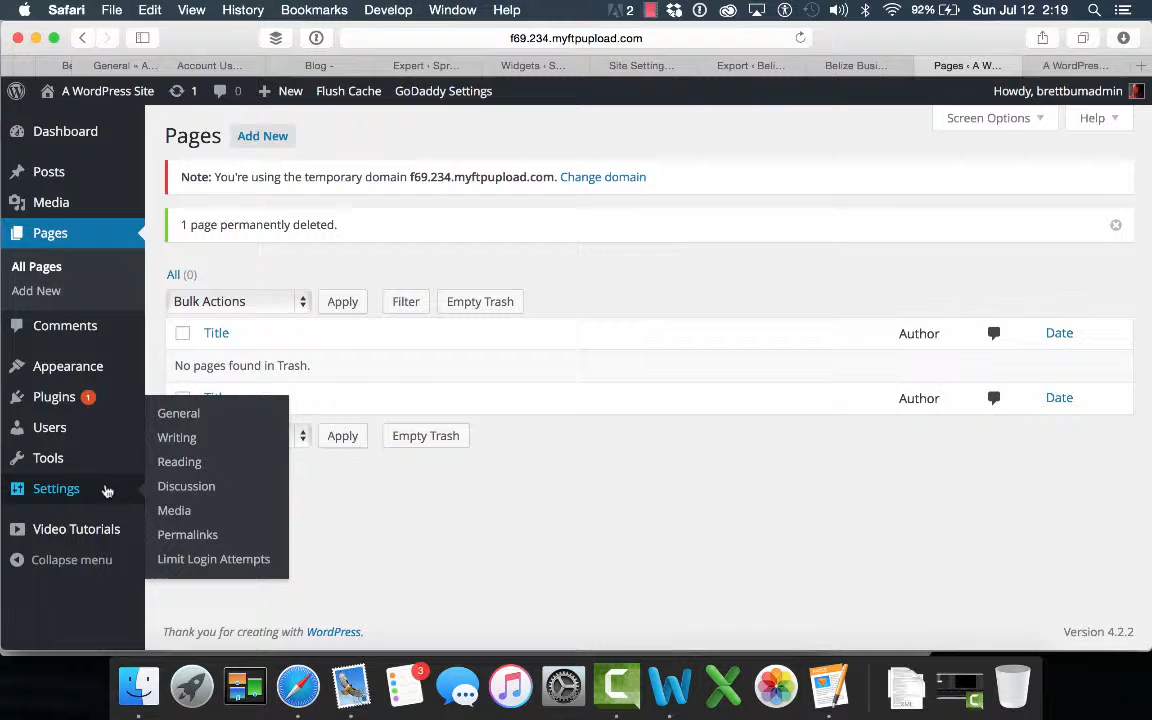 Safari File Edit View History Bookmarks Develop Window Help 2 92% Sun Jul 12 2:19
f69.234.myftpupload.com
Be General « A... Account Us... Blog - Expert ‹ Spr... Widgets ‹ S... Site Setting... Export ‹ Beli... Belize Busi... Pages ‹ A W... A WordPres...
A WordPress Site 1 0 New Flush Cache GoDaddy Settings Howdy, brettbumadmin
Dashboard
Posts
Media
Pages
All Pages
Add New
Comments
Appearance
Plugins 1
Users
Tools
Settings
Video Tutorials
Collapse menu
Screen Options Help
Pages Add New
Note: You're using the temporary domain f69.234.myftpupload.com. Change domain
1 page permanently deleted.
All (0)
Bulk Actions Apply Filter Empty Trash
Title Author Date
No pages found in Trash.
Author Date
Apply Empty Trash
General
Writing
Reading
Discussion
Media
Permalinks
Limit Login Attempts
Thank you for creating with WordPress. Version 4.2.2
3